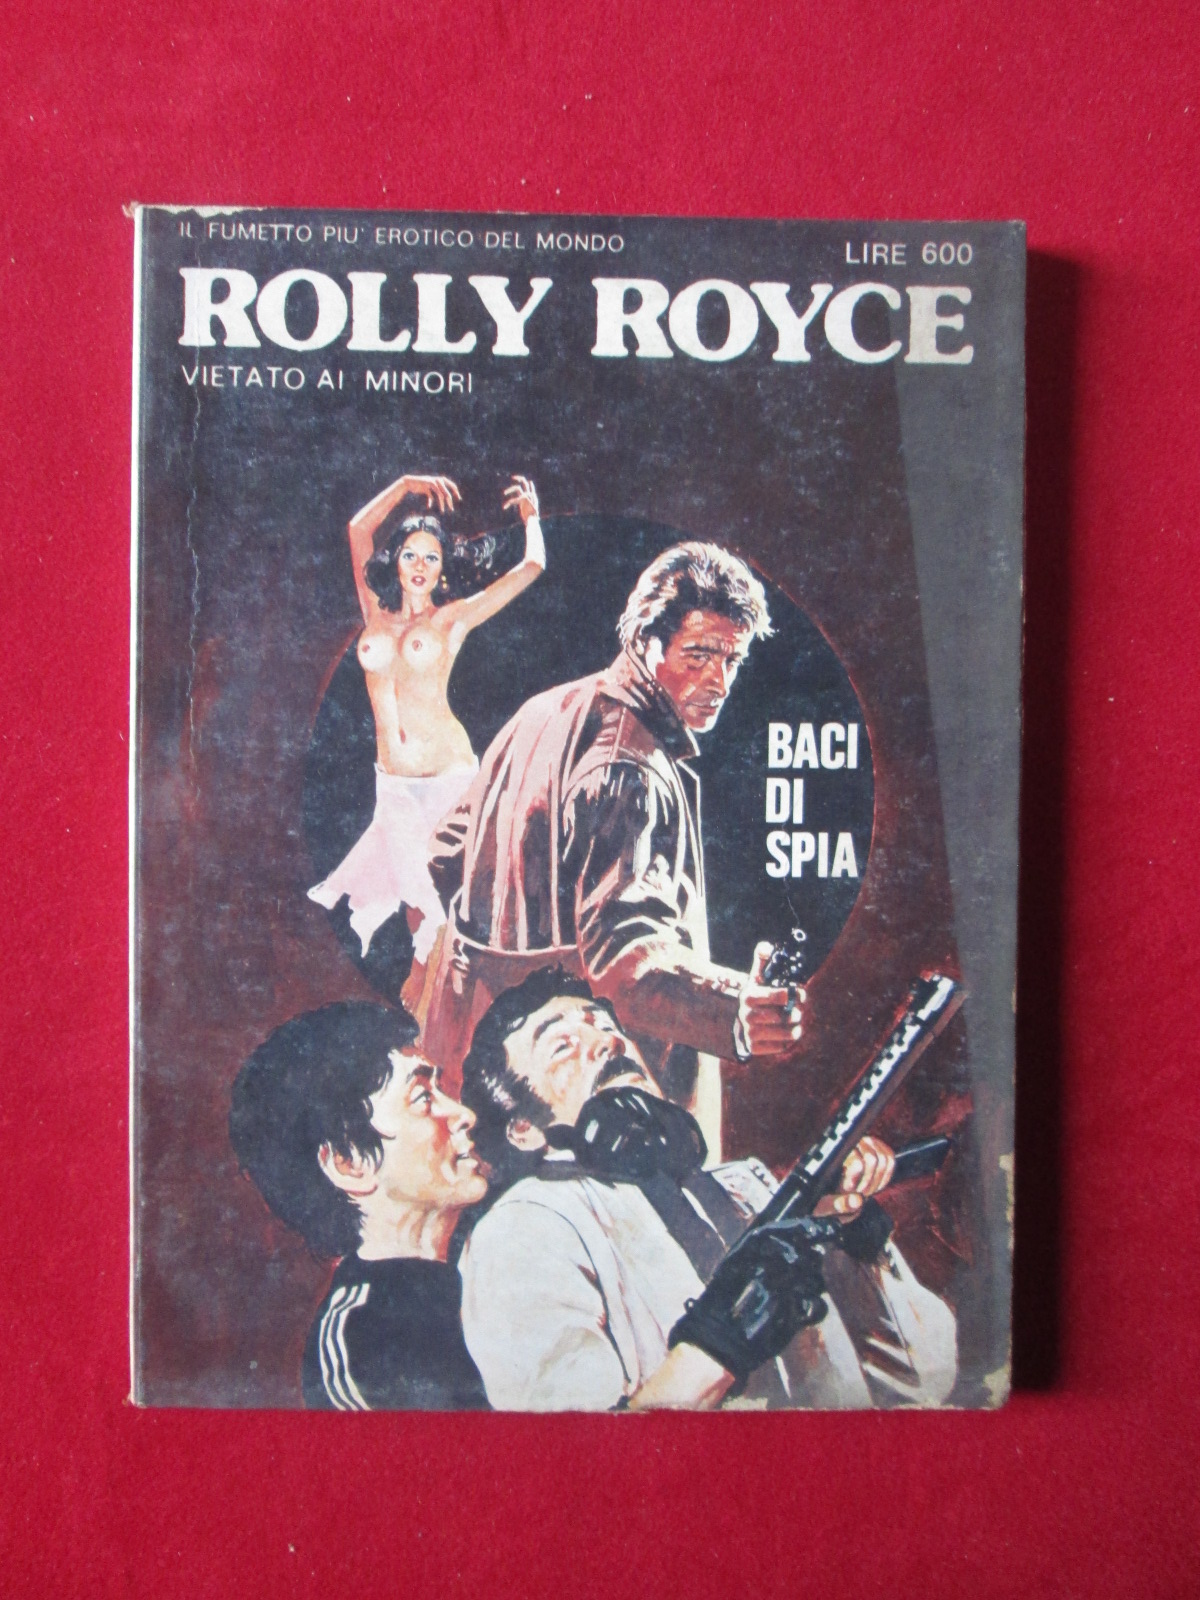 IL FUMETTO PIU' EROTICO DEL MONDO
LIRE 600
ROLLY ROYCE
VIETATO AI MINORI
BACI
DI
SPIA